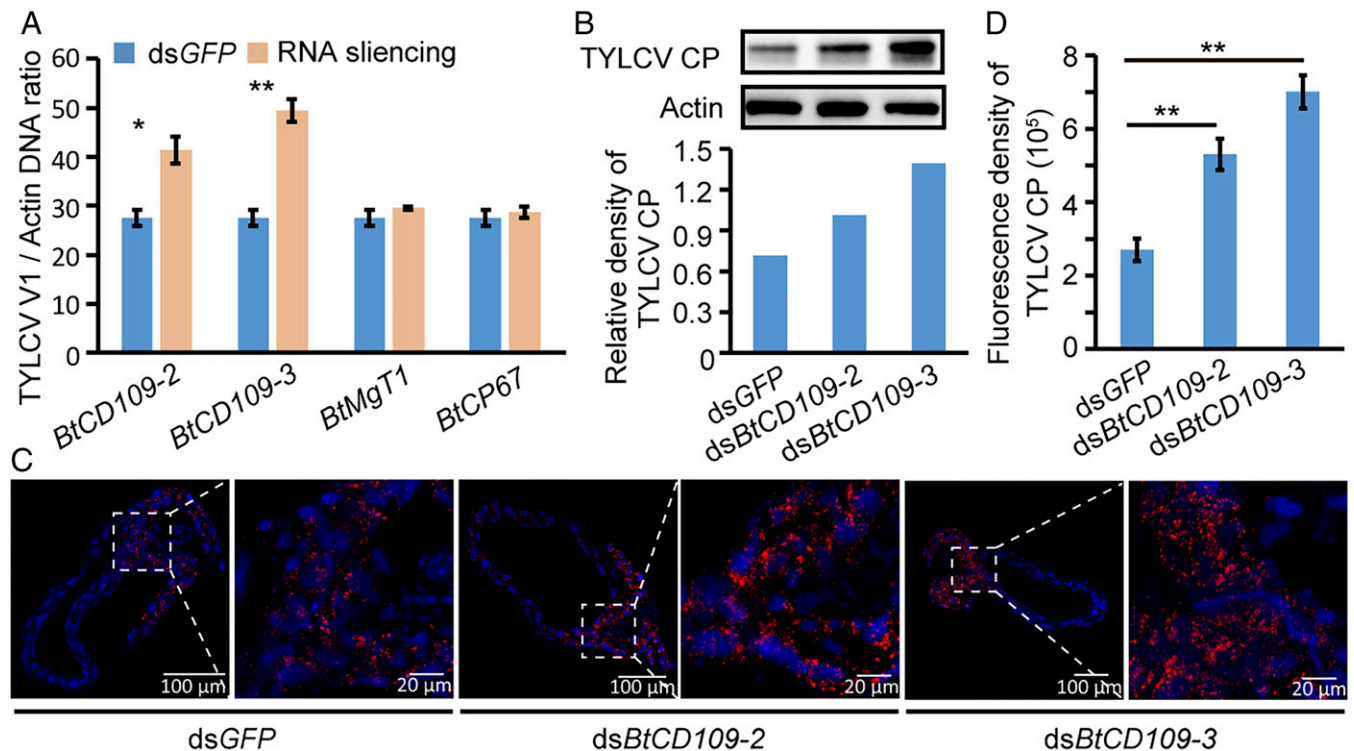 A
dsGFP RNA sliencing
TYLCV V1 / Actin DNA ratio
60
50
40
30
20
10
0
*
**
BtCD109-2
BtCD109-3
BtMgT1
BtCP67
B
TYLCV CP
Actin
Relative density of
TYLCV CP
1.5
1.2
0.9
0.6
0.3
0
dsGFP
dsBtCD109-2
dsBtCD109-3
D
Fluorescence density of
TYLCV CP (10⁵)
8
6
4
2
0
**
**
dsGFP
dsBtCD109-2
dsBtCD109-3
C
100 μm
20 μm
100 μm
20 μm
100 μm
20 μm
dsGFP
dsBtCD109-2
dsBtCD109-3